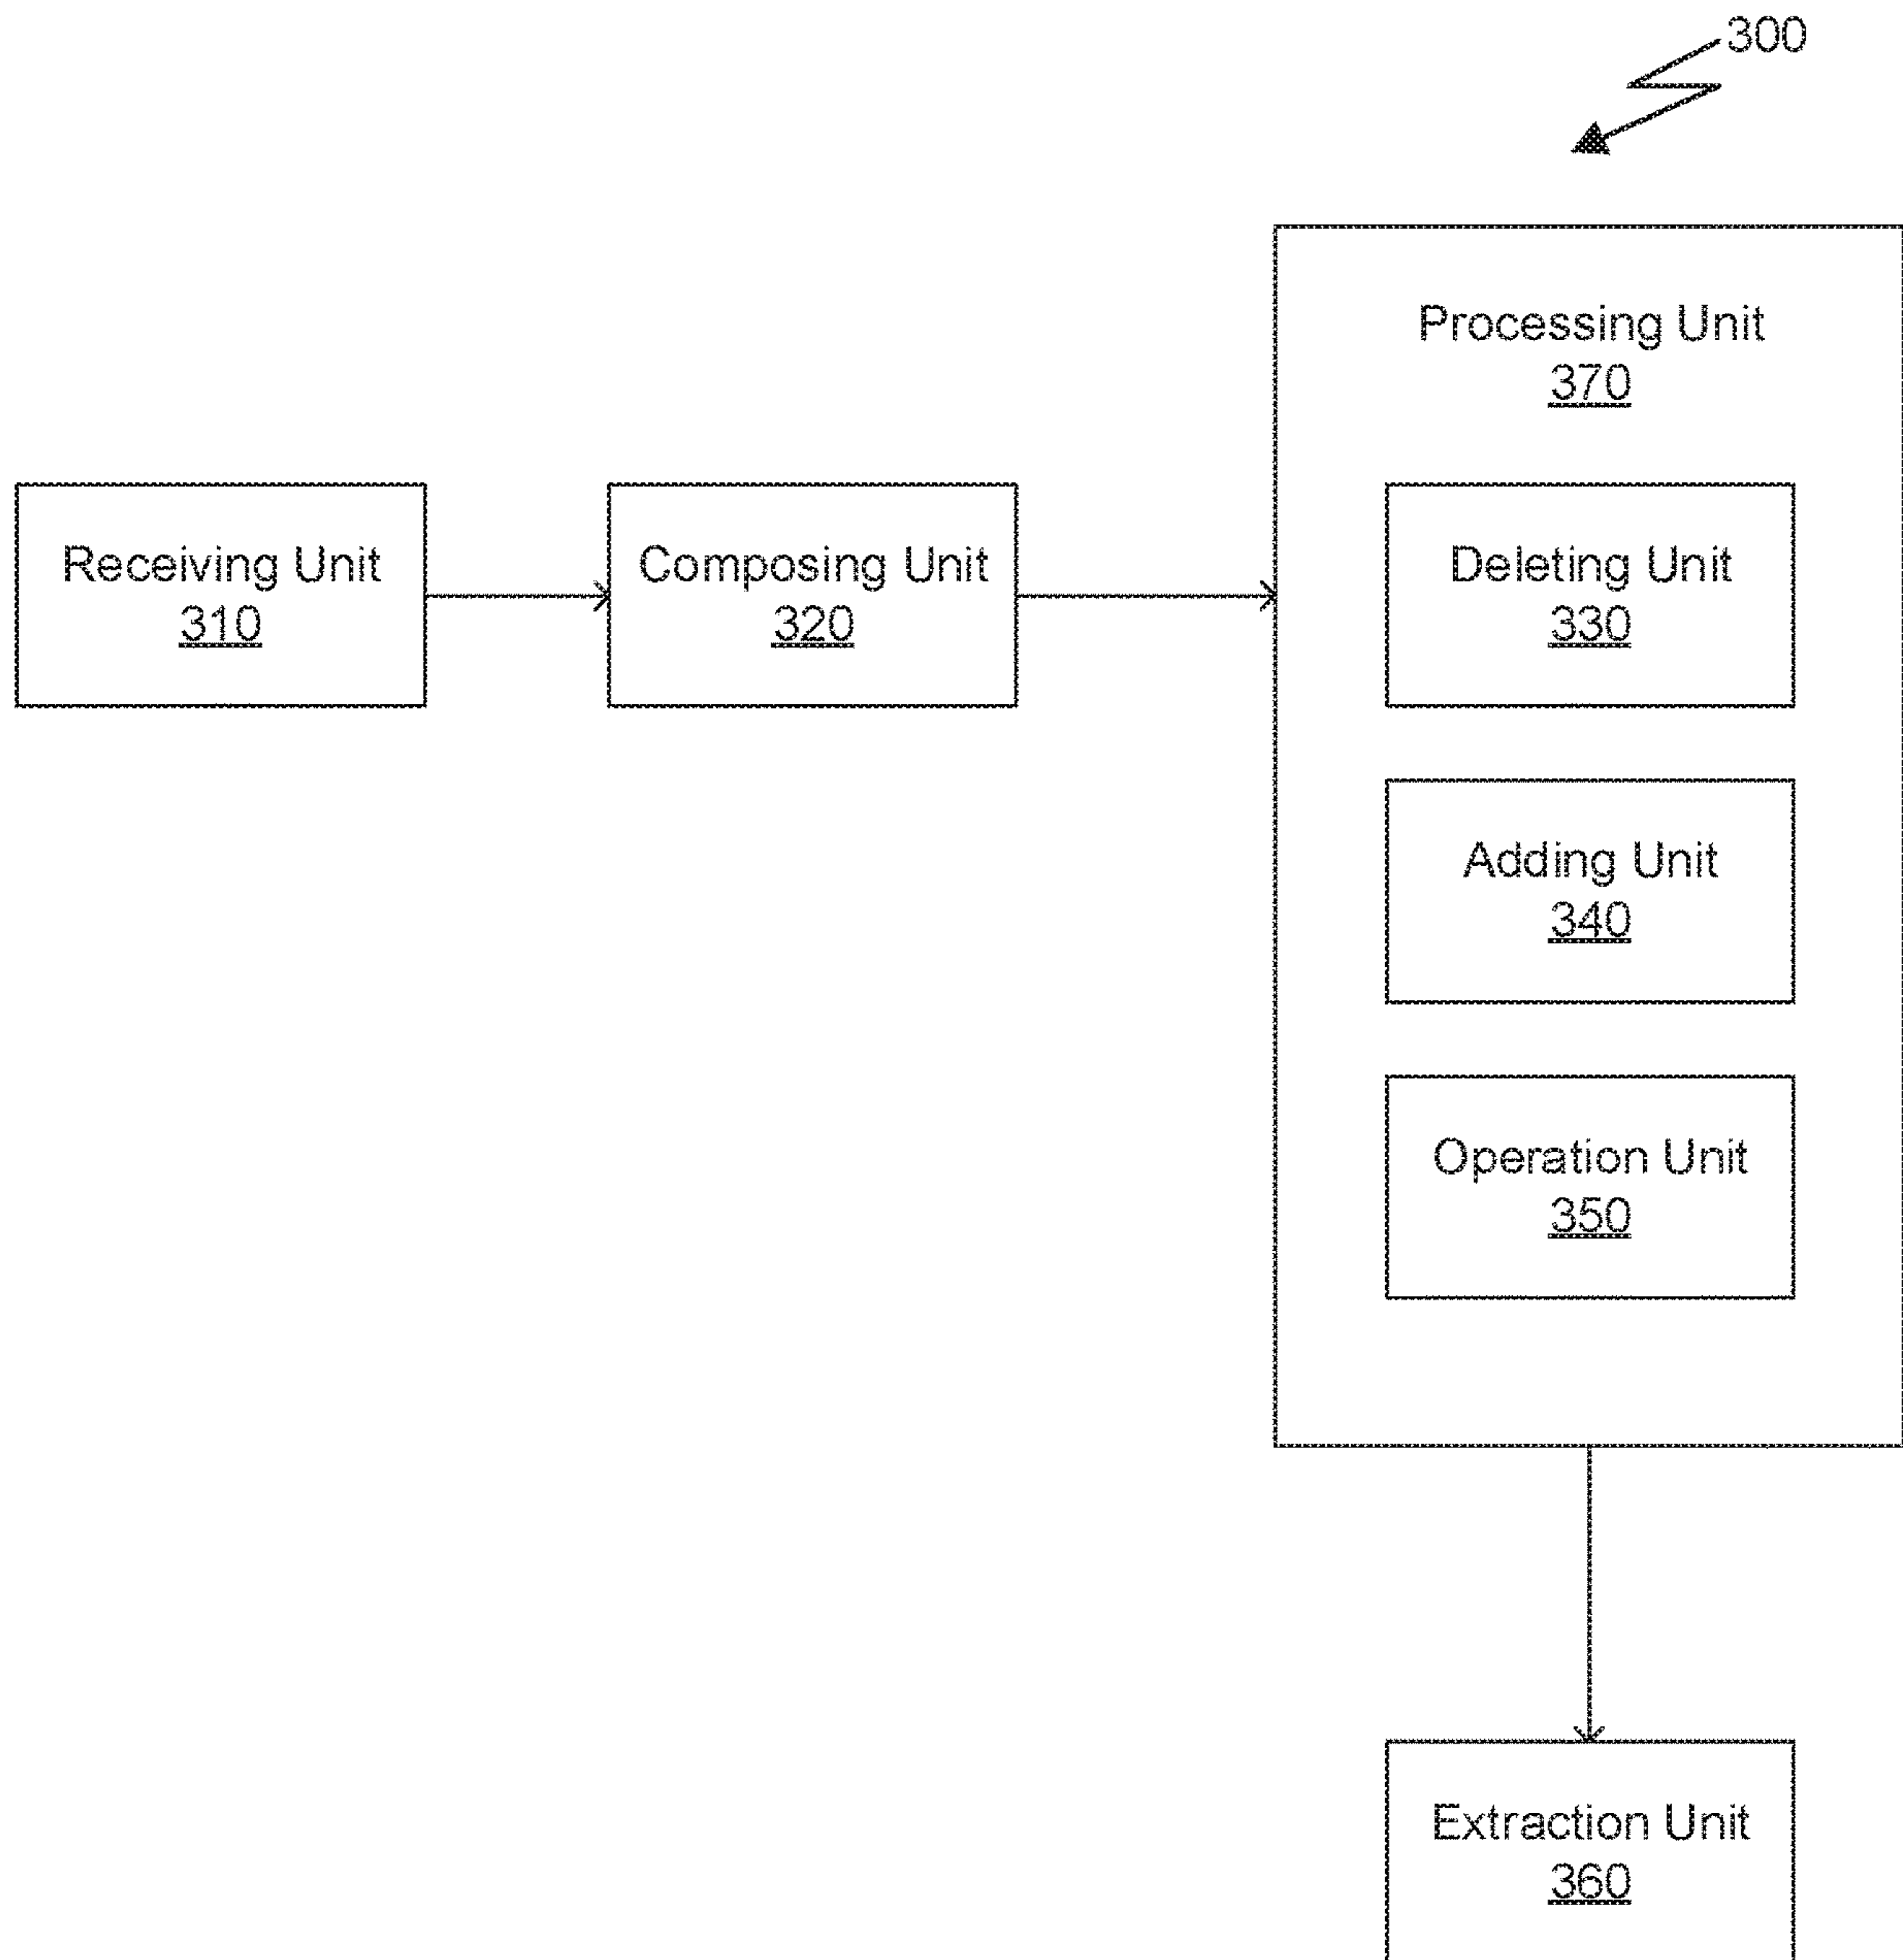 300
Processing Unit
370
Receiving Unit
310
Composing Unit
320
Deleting Unit
330
Adding Unit
340
Operation Unit
350
Extraction Unit
360